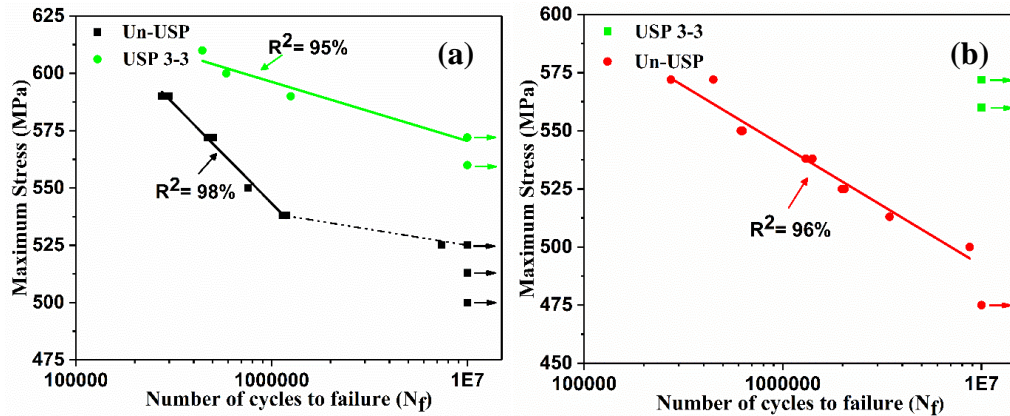 (a)
Un-USP
USP 3-3
R²= 95%
R²= 98%
Maximum Stress (MPa)
625
600
575
550
525
500
475
100000
1000000
1E7
Number of cycles to failure (Nf)
(b)
USP 3-3
Un-USP
R²= 96%
Maximum Stress (MPa)
600
575
550
525
500
475
450
100000
1000000
1E7
Number of cycles to failure (Nf)